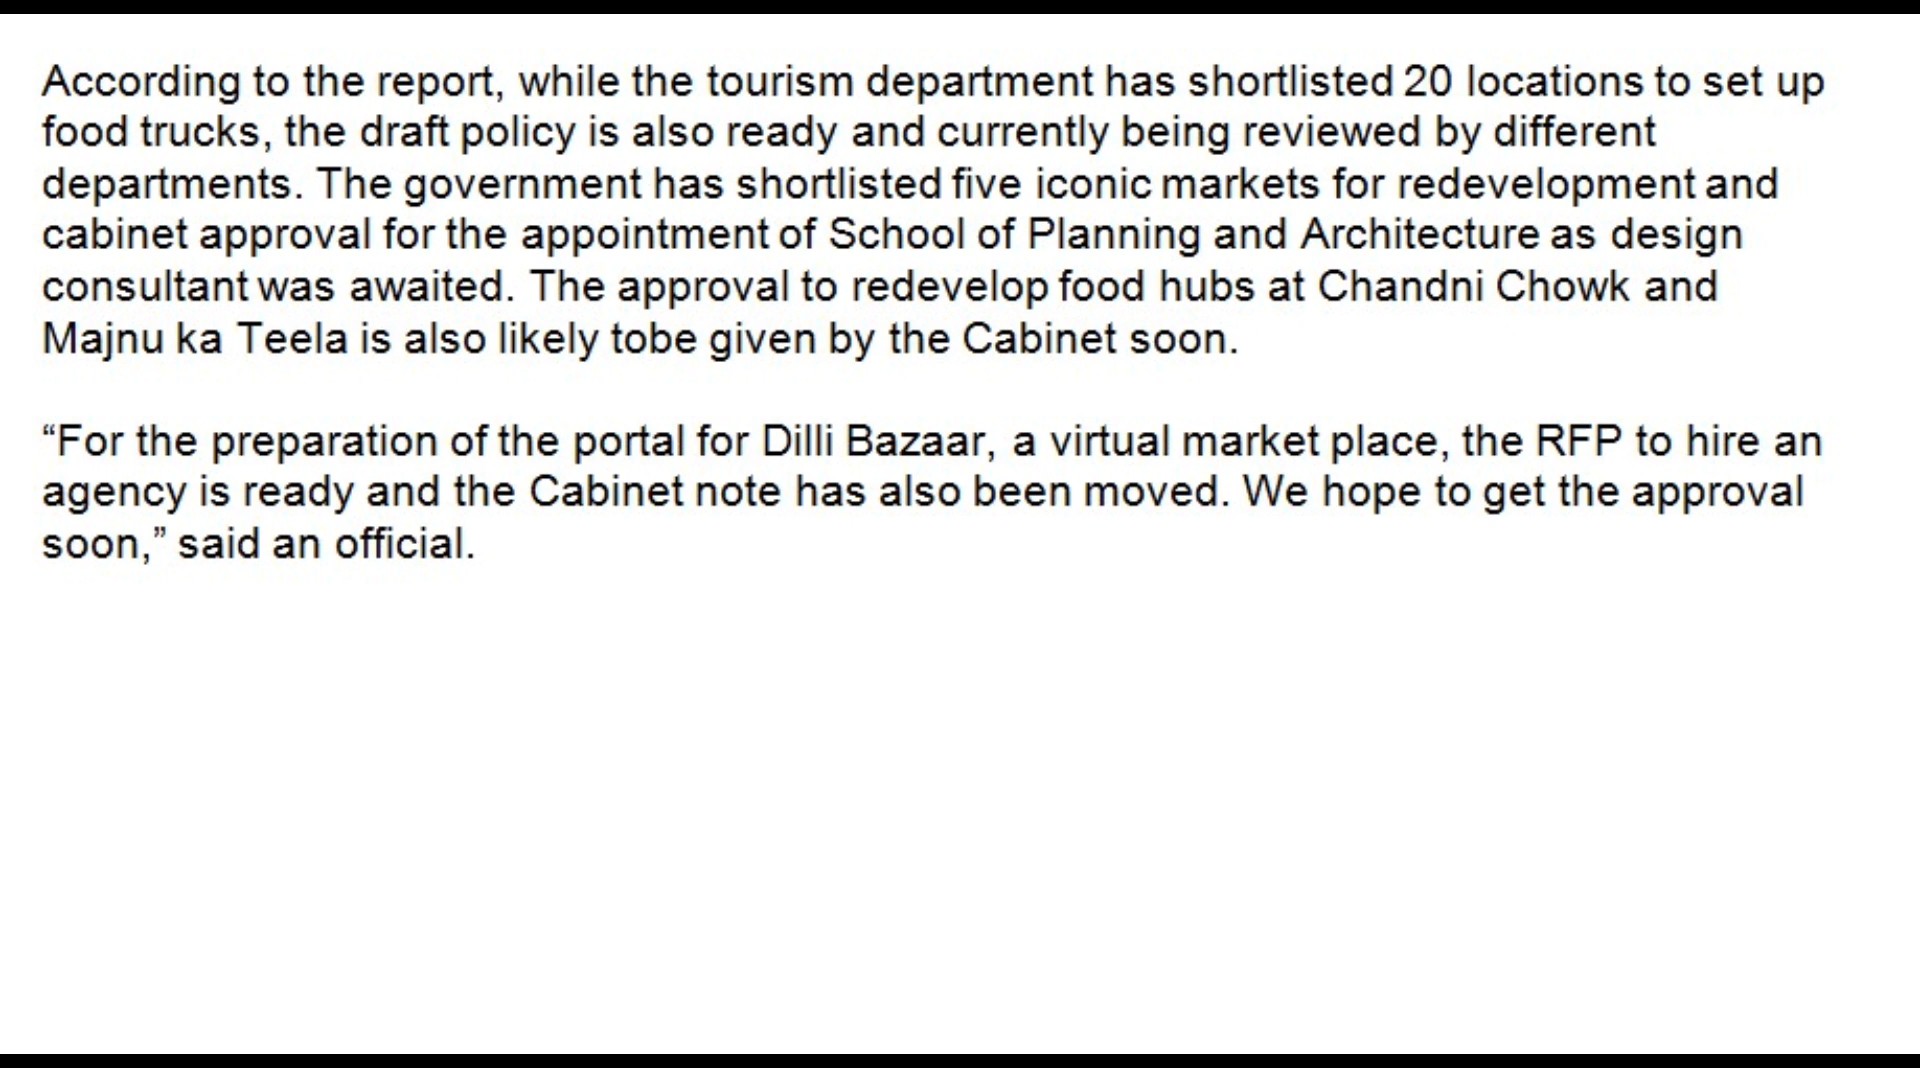 According to the report, while the tourism department has shortlisted 20 locations to set up
food trucks, the draft policy is also ready and currently being reviewed by different
departments. The government has shortlisted five iconic markets for redevelopment and
cabinet approval for the appointment of School of Planning and Architecture as design
consultant was awaited. The approval to redevelop food hubs at Chandni Chowk and
Majnu ka Teela is also likely tobe given by the Cabinet soon.
“For the preparation of the portal for Dilli Bazaar, a virtual market place, the RFP to hire an
agency is ready and the Cabinet note has also been moved. We hope to get the approval
soon,” said an official.